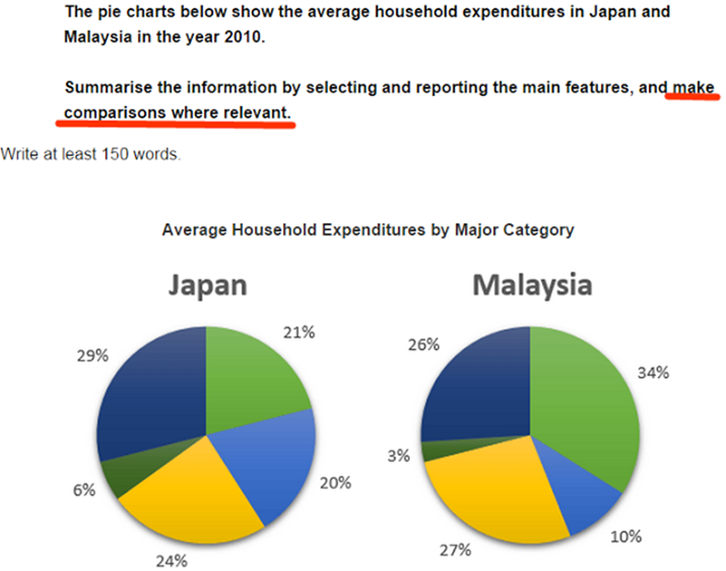 The pie charts below show the average household expenditures in Japan and
Malaysia in the year 2010.
Summarise the information by selecting and reporting the main features, and make
comparisons where relevant.
Write at least 150 words.
Average Household Expenditures by Major Category
Japan
29%
21%
6%
20%
24%
Malaysia
26%
34%
3%
10%
27%